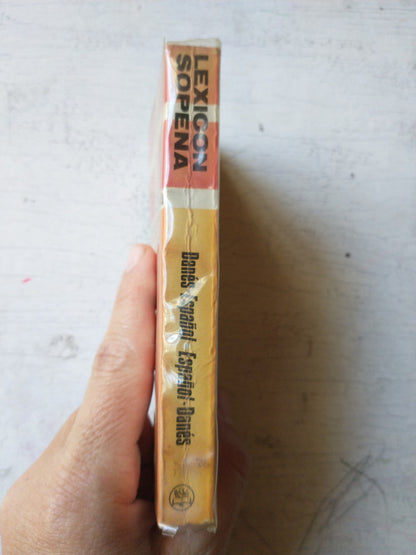 LEXICON
SOPENA
Danés-Español - Español-Danés